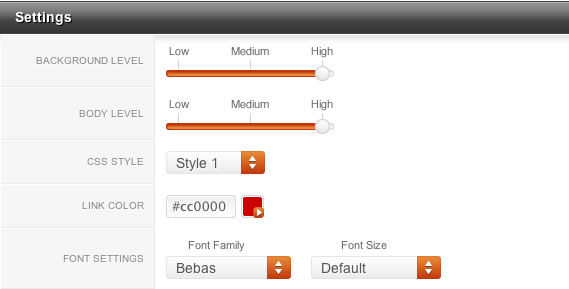 Settings
BACKGROUND LEVEL
Low Medium High
BODY LEVEL
Low Medium High
CSS STYLE
Style 1
LINK COLOR
#cc0000
FONT SETTINGS
Font Family Font Size
Bebas Default